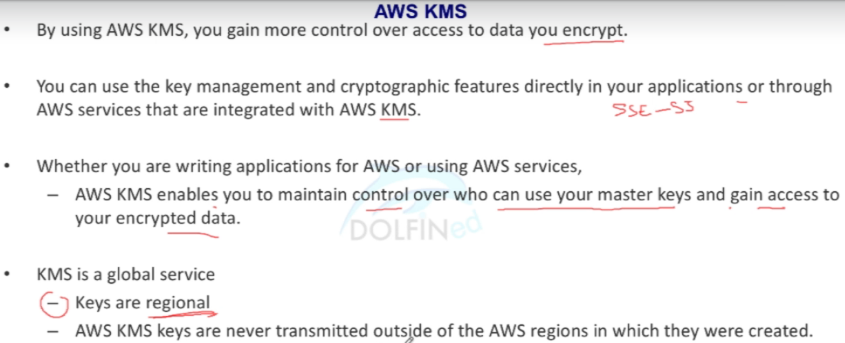 AWS KMS
• By using AWS KMS, you gain more control over access to data you encrypt.
• You can use the key management and cryptographic features directly in your applications or through
AWS services that are integrated with AWS KMS.
SSE-S3
• Whether you are writing applications for AWS or using AWS services,
– AWS KMS enables you to maintain control over who can use your master keys and gain access to
your encrypted data.
DOLFINed
• KMS is a global service
– Keys are regional
– AWS KMS keys are never transmitted outside of the AWS regions in which they were created.